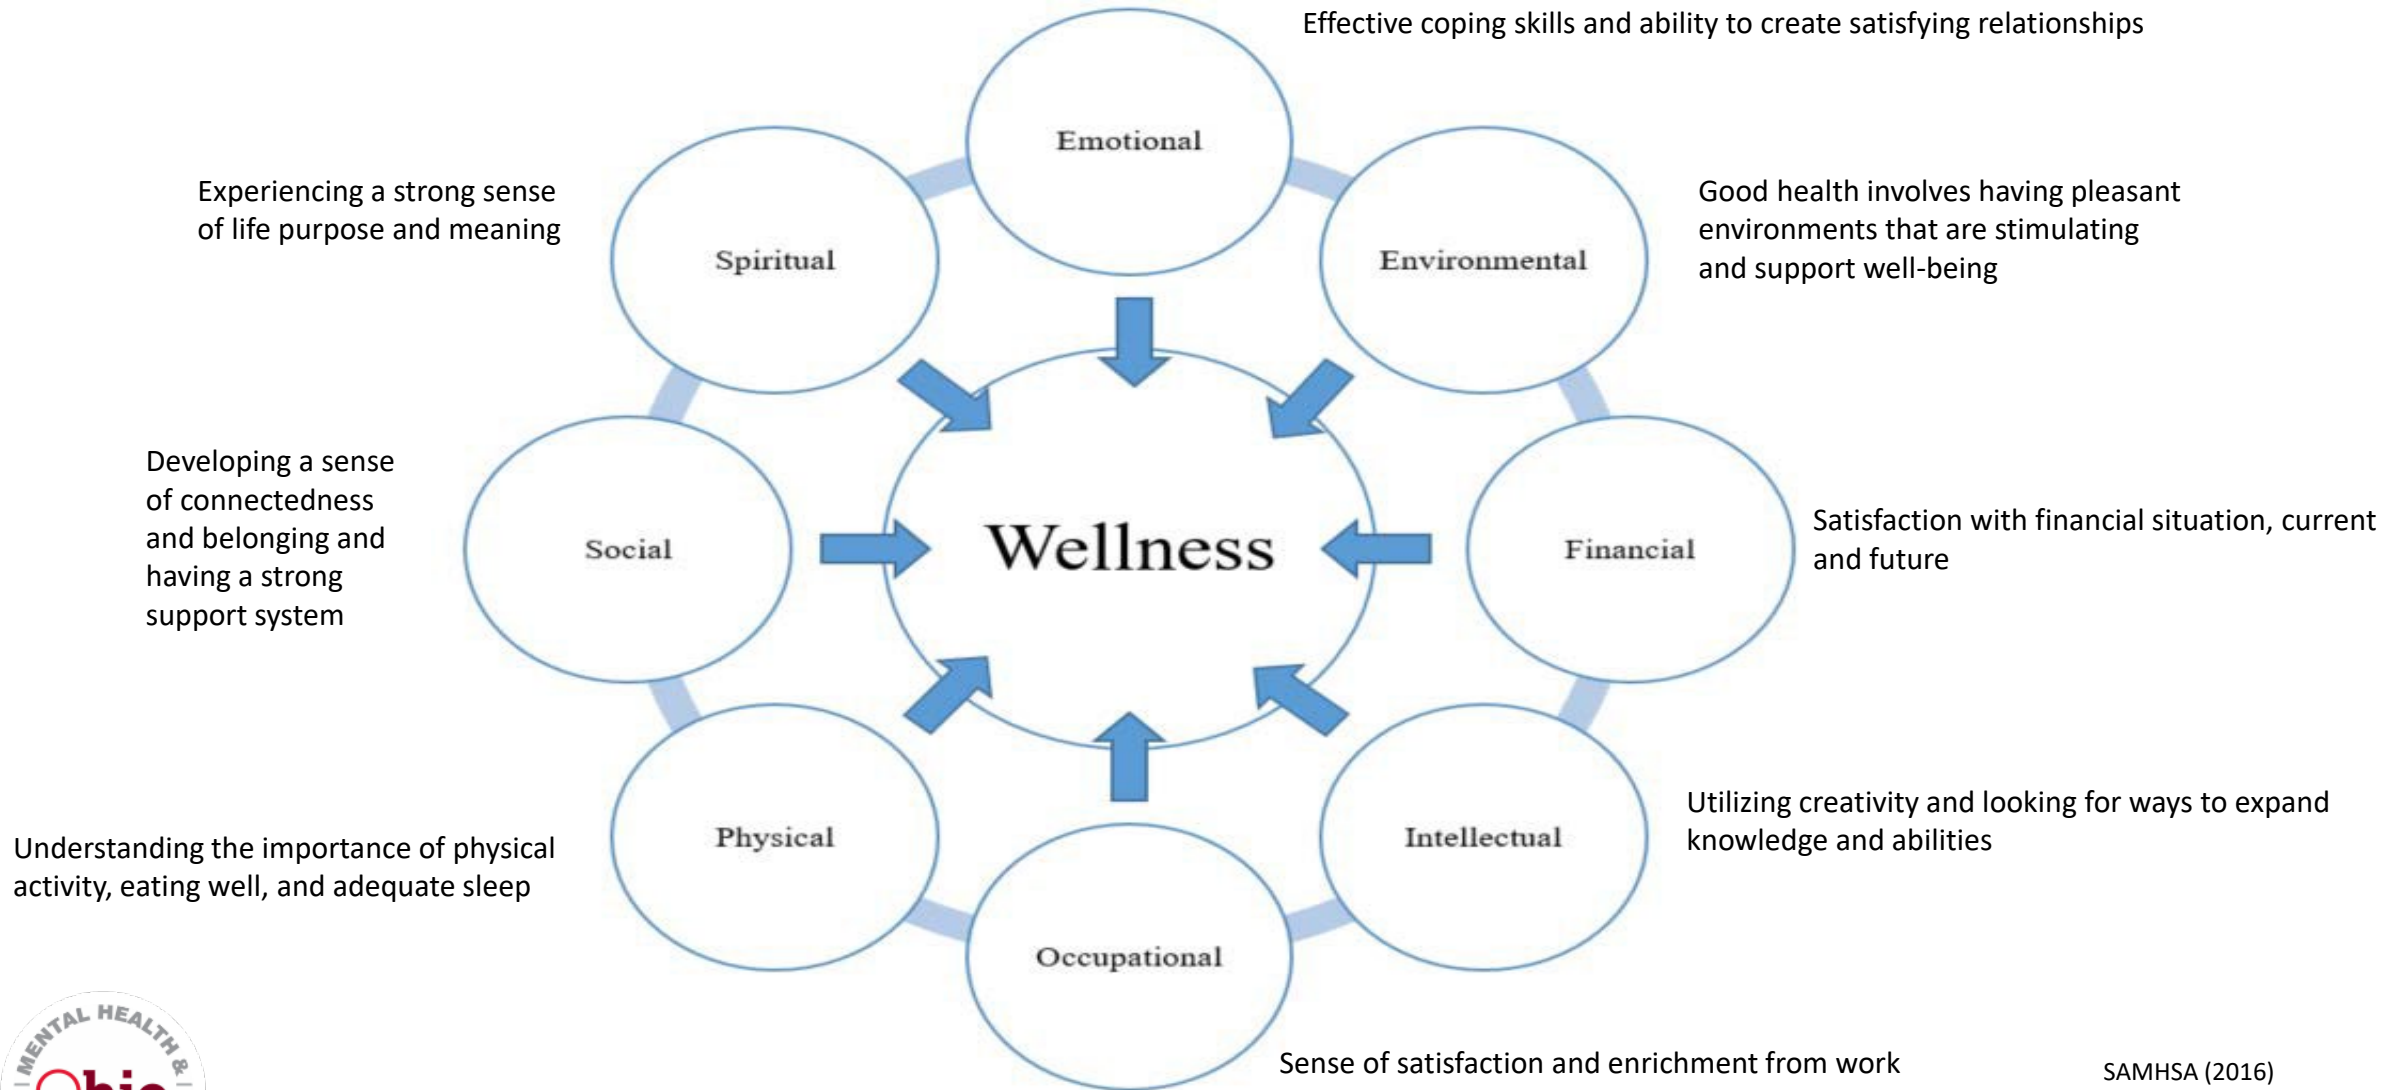 Effective coping skills and ability to create satisfying relationships
Emotional
Experiencing a strong sense
of life purpose and meaning
Spiritual
Environmental
Good health involves having pleasant
environments that are stimulating
and support well-being
Developing a sense
of connectedness
and belonging and
having a strong
support system
Social
Wellness
Financial
Satisfaction with financial situation, current
and future
Understanding the importance of physical
activity, eating well, and adequate sleep
Physical
Intellectual
Utilizing creativity and looking for ways to expand
knowledge and abilities
Occupational
Sense of satisfaction and enrichment from work
SAMHSA (2016)
MENTAL HEALTH &
Ohio